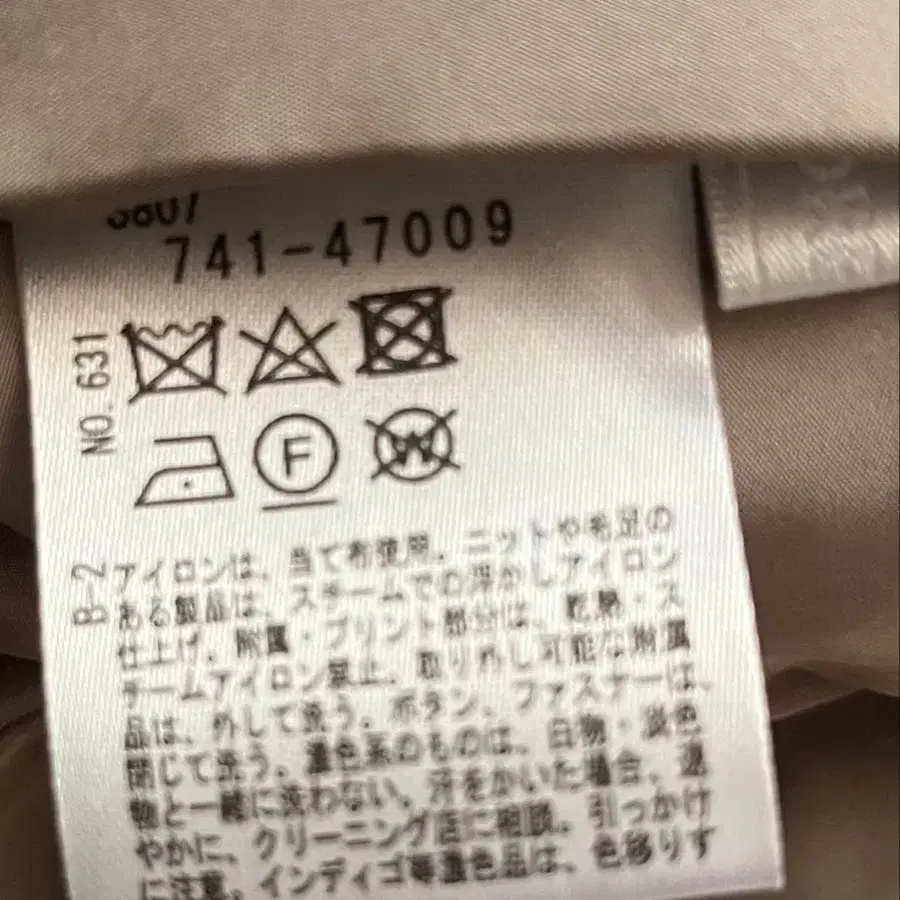 3807
741-47009
NO. 631
F
W
B-2
アイロンは、当て布使用。ニットや毛足の
ある製品は、スチームでの浮かしアイロン
仕上げ。附属・プリント部分は、乾熱・ス
チームアイロン禁止。取り外し可能な附属
品は、外して洗う。ボタン、ファスナーは、
閉じて洗う。濃色系のものは、白物・淡色
物と一緒に洗わない。汗をかいた場合、速
やかに、クリーニング店に相談。引っかけ
に注意。インディゴ等濃色品は、色移りす